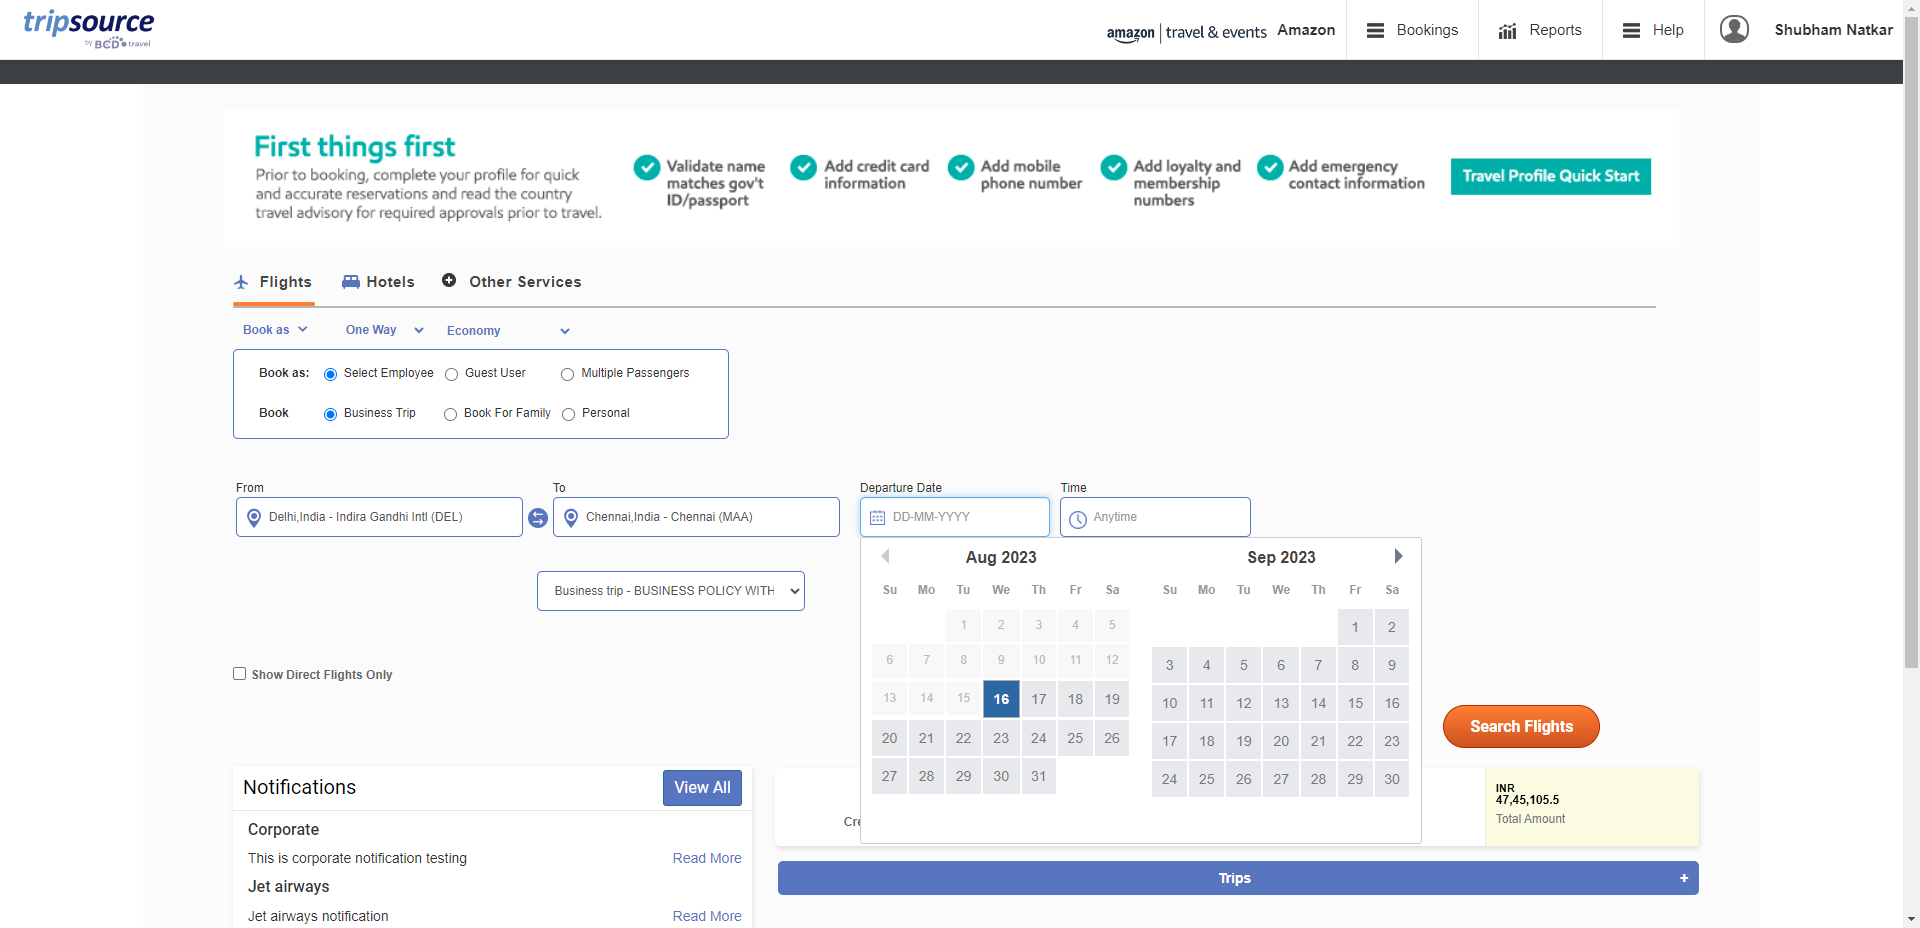 tripsource
by BCD travel
amazon | travel & events Amazon
Bookings
Reports
Help
Shubham Natkar
First things first
Prior to booking, complete your profile for quick
and accurate reservations and read the country
travel advisory for required approvals prior to travel.
Validate name
matches gov't
ID/passport
Add credit card
information
Add mobile
phone number
Add loyalty and
membership
numbers
Add emergency
contact information
Travel Profile Quick Start
Flights
Hotels
Other Services
Book as
One Way
Economy
Book as: Select Employee Guest User Multiple Passengers
Book Business Trip Book For Family Personal
From
Delhi,India - Indira Gandhi Intl (DEL)
To
Chennai,India - Chennai (MAA)
Departure Date
DD-MM-YYYY
Time
Anytime
Business trip - BUSINESS POLICY WITH
Show Direct Flights Only
Aug 2023
Su Mo Tu We Th Fr Sa
1 2 3 4 5
6 7 8 9 10 11 12
13 14 15 16 17 18 19
20 21 22 23 24 25 26
27 28 29 30 31
Sep 2023
Su Mo Tu We Th Fr Sa
1 2
3 4 5 6 7 8 9
10 11 12 13 14 15 16
17 18 19 20 21 22 23
24 25 26 27 28 29 30
Search Flights
Notifications
View All
Corporate
This is corporate notification testing
Read More
Jet airways
Jet airways notification
Read More
INR
47,45,105.5
Total Amount
Trips +